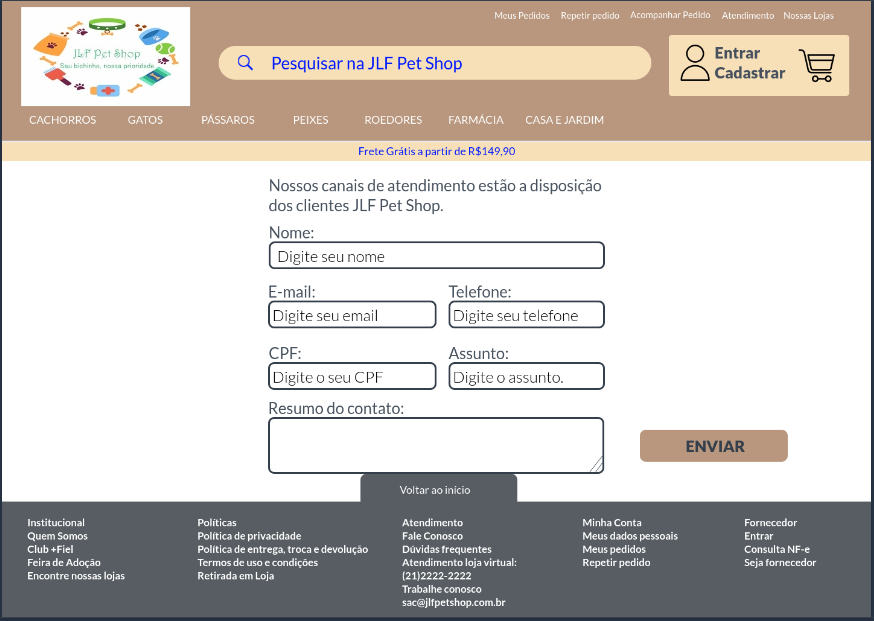 Meus Pedidos Repetir pedido Acompanhar Pedido Atendimento Nossas Lojas
JLF Pet Shop
Seu bichinho, nossa prioridade
Pesquisar na JLF Pet Shop
Entrar
Cadastrar
CACHORROS GATOS PÁSSAROS PEIXES ROEDORES FARMÁCIA CASA E JARDIM
Frete Grátis a partir de R$149,90
Nossos canais de atendimento estão a disposição
dos clientes JLF Pet Shop.
Nome:
Digite seu nome
E-mail: Telefone:
Digite seu email Digite seu telefone
CPF: Assunto:
Digite o seu CPF Digite o assunto.
Resumo do contato:
ENVIAR
Voltar ao início
Institucional
Quem Somos
Club +Fiel
Feira de Adoção
Encontre nossas lojas
Políticas
Política de privacidade
Política de entrega, troca e devolução
Termos de uso e condições
Retirada em Loja
Atendimento
Fale Conosco
Dúvidas frequentes
Atendimento loja virtual:
(21)2222-2222
Trabalhe conosco
sac@jlfpetshop.com.br
Minha Conta
Meus dados pessoais
Meus pedidos
Repetir pedido
Fornecedor
Entrar
Consulta NF-e
Seja fornecedor